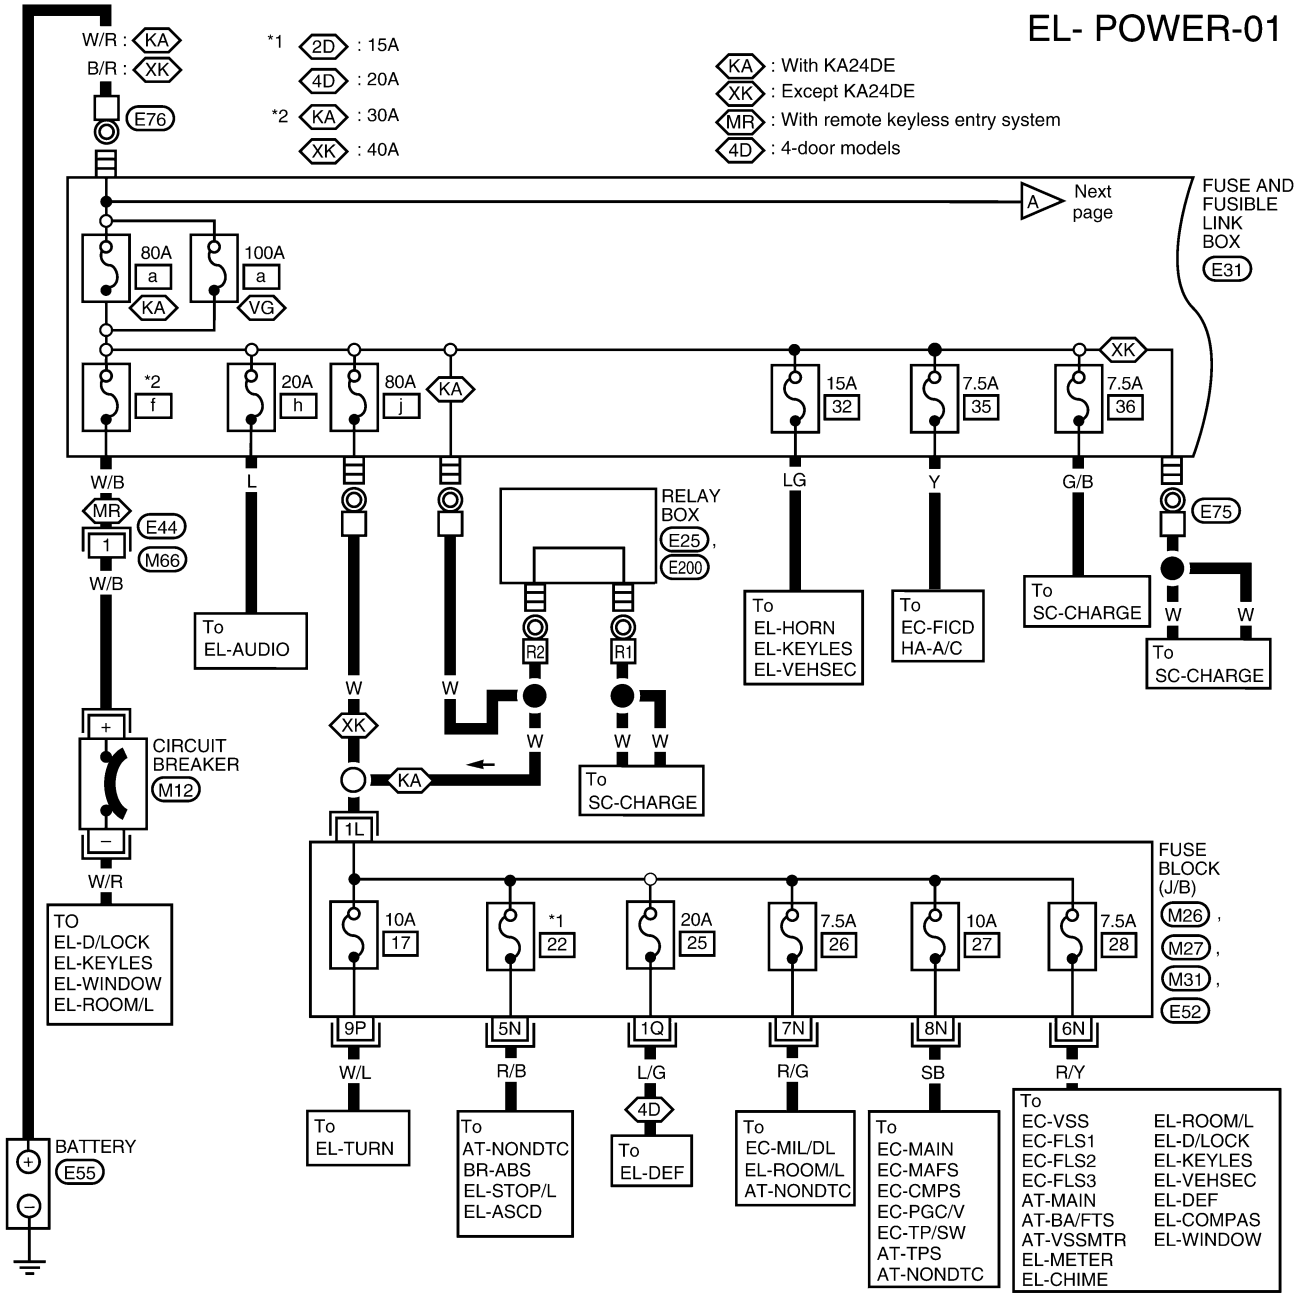 EL- POWER-01
W/R : KA
B/R : XK
E76
*1 2D : 15A
4D : 20A
*2 KA : 30A
XK : 40A
KA : With KA24DE
XK : Except KA24DE
MR : With remote keyless entry system
4D : 4-door models
A Next
page
FUSE AND
FUSIBLE
LINK
BOX
E31
80A
a
KA
100A
a
VG
XK
*2
f
20A
h
80A
j
KA
15A
32
7.5A
35
7.5A
36
W/B
MR
1
E44
M66
W/B
L
LG
Y
G/B
E75
RELAY
BOX
E25 ,
E200
To
EL-AUDIO
To
EL-HORN
EL-KEYLES
EL-VEHSEC
To
EC-FICD
HA-A/C
To
SC-CHARGE
W W
To
SC-CHARGE
R2 R1
W W
XK
W W W
KA
To
SC-CHARGE
+
CIRCUIT
BREAKER
M12
–
W/R
TO
EL-D/LOCK
EL-KEYLES
EL-WINDOW
EL-ROOM/L
1L
FUSE
BLOCK
(J/B)
M26 ,
M27 ,
M31 ,
E52
10A
17
*1
22
20A
25
7.5A
26
10A
27
7.5A
28
9P 5N 1Q 7N 8N 6N
W/L R/B L/G R/G SB R/Y
4D
To
EL-TURN
To
AT-NONDTC
BR-ABS
EL-STOP/L
EL-ASCD
To
EL-DEF
To
EC-MIL/DL
EL-ROOM/L
AT-NONDTC
To
EC-MAIN
EC-MAFS
EC-CMPS
EC-PGC/V
EC-TP/SW
AT-TPS
AT-NONDTC
To
EC-VSS
EC-FLS1
EC-FLS2
EC-FLS3
AT-MAIN
AT-BA/FTS
AT-VSSMTR
EL-METER
EL-CHIME
EL-ROOM/L
EL-D/LOCK
EL-KEYLES
EL-VEHSEC
EL-DEF
EL-COMPAS
EL-WINDOW
BATTERY
E55
+
–